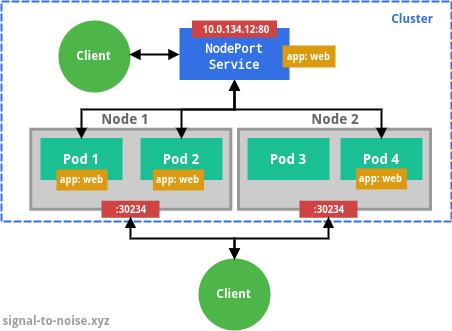 Cluster
10.0.134.12:80
Client
NodePort
Service
app: web
Node 1
Node 2
Pod 1
Pod 2
Pod 3
Pod 4
app: web
app: web
app: web
:30234
:30234
Client
signal-to-noise.xyz